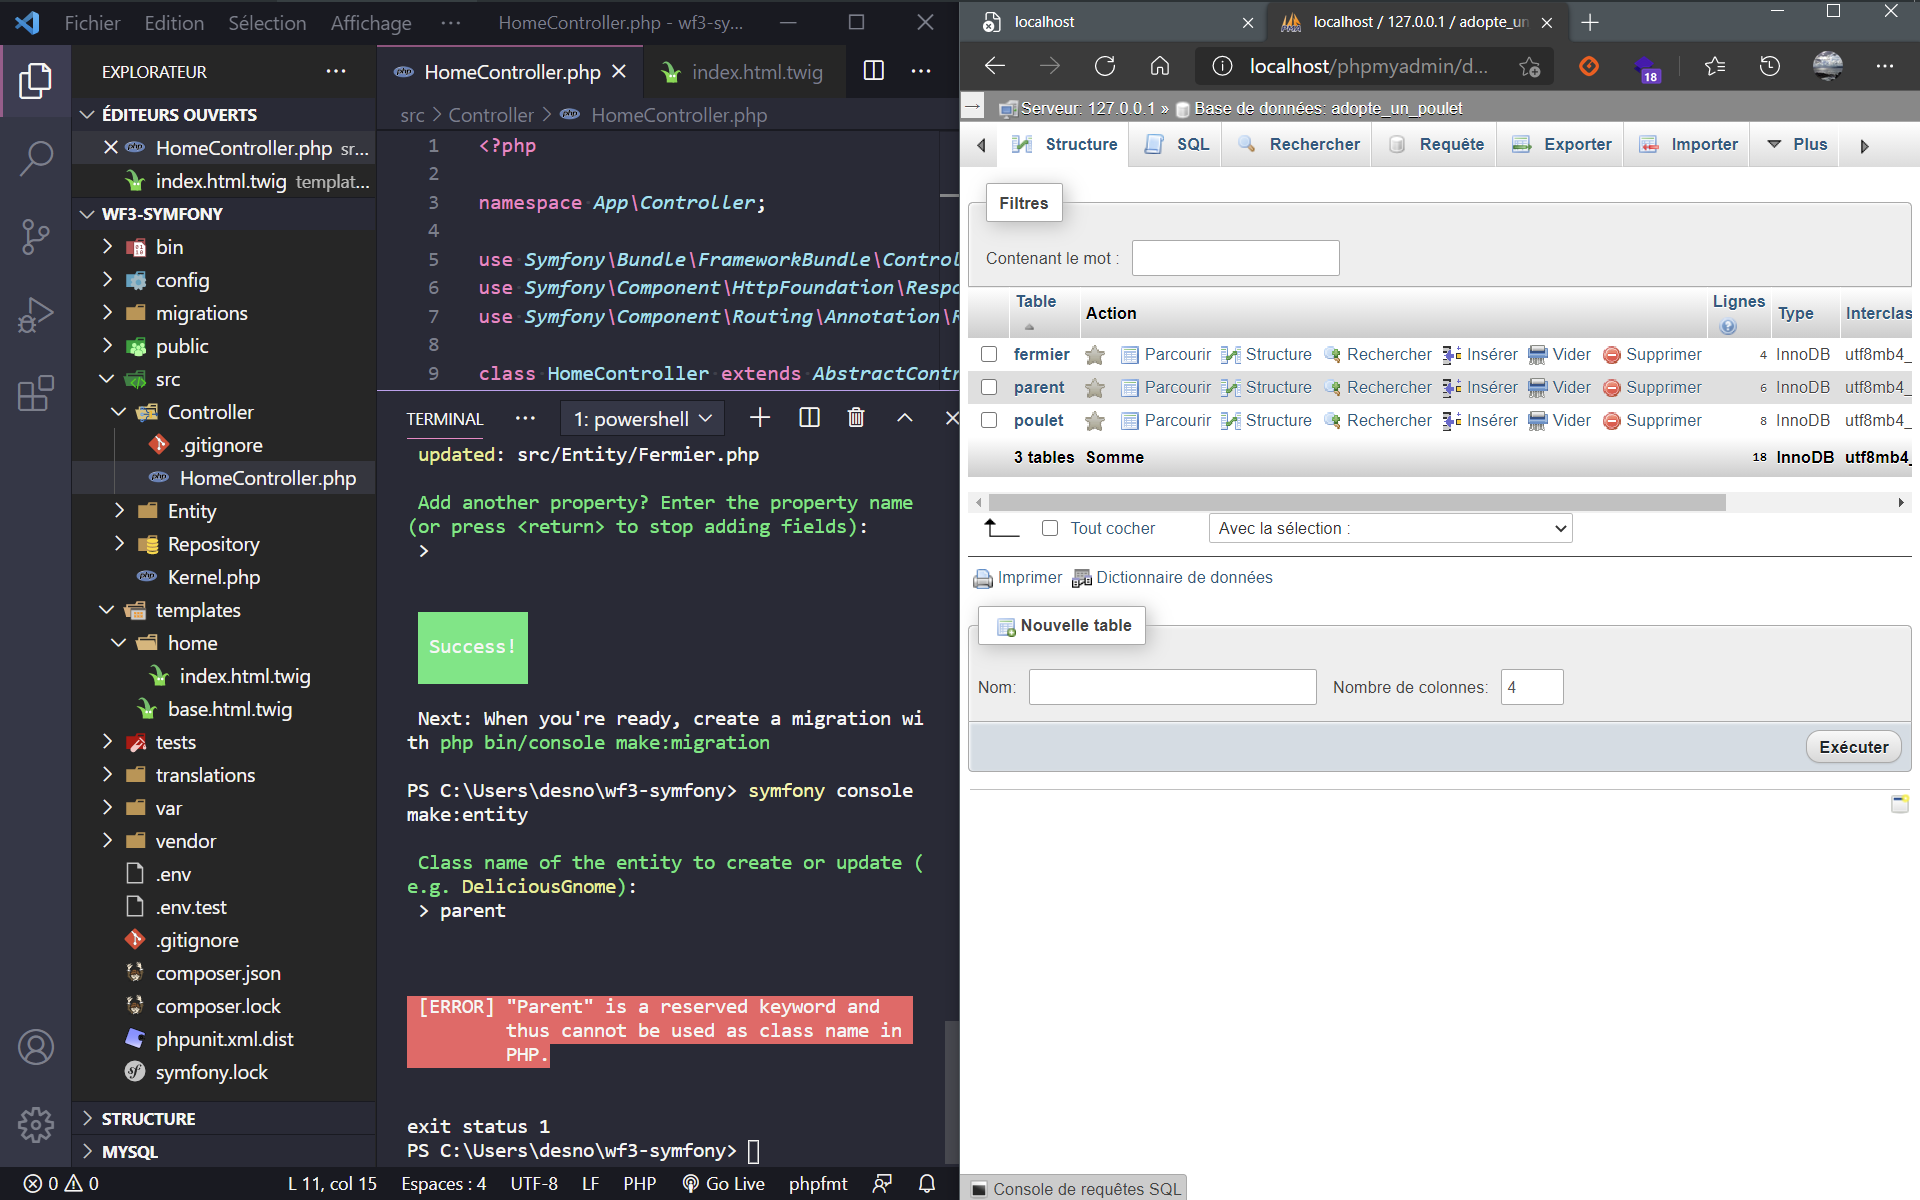 Fichier Edition Sélection Affichage ··· HomeController.php - wf3-sy...
EXPLORATEUR ···
ÉDITEURS OUVERTS
HomeController.php sr...
index.html.twig templat...
WF3-SYMFONY
bin
config
migrations
public
src
Controller
.gitignore
HomeController.php
Entity
Repository
Kernel.php
templates
home
index.html.twig
base.html.twig
tests
translations
var
vendor
.env
.env.test
.gitignore
composer.json
composer.lock
phpunit.xml.dist
symfony.lock
STRUCTURE
MYSQL
HomeController.php index.html.twig ···
src > Controller > HomeController.php
1 <?php
2
3 namespace App\Controller;
4
5 use Symfony\Bundle\FrameworkBundle\Control
6 use Symfony\Component\HttpFoundation\Respo
7 use Symfony\Component\Routing\Annotation\R
8
9 class HomeController extends AbstractContr
TERMINAL ··· 1: powershell
updated: src/Entity/Fermier.php
Add another property? Enter the property name
(or press <return> to stop adding fields):
>
Success!
Next: When you're ready, create a migration wi
th php bin/console make:migration
PS C:\Users\desno\wf3-symfony> symfony console
make:entity
Class name of the entity to create or update (
e.g. DeliciousGnome):
> parent
[ERROR] "Parent" is a reserved keyword and
thus cannot be used as class name in
PHP.
exit status 1
PS C:\Users\desno\wf3-symfony>
0 0 L 11, col 15 Espaces : 4 UTF-8 LF PHP Go Live phpfmt
localhost localhost / 127.0.0.1 / adopte_un
localhost/phpmyadmin/d... 18
Serveur: 127.0.0.1 » Base de données: adopte_un_poulet
Structure SQL Rechercher Requête Exporter Importer Plus
Filtres
Contenant le mot :
Table Action Lignes Type Interclas
fermier Parcourir Structure Rechercher Insérer Vider Supprimer 4 InnoDB utf8mb4_
parent Parcourir Structure Rechercher Insérer Vider Supprimer 6 InnoDB utf8mb4_
poulet Parcourir Structure Rechercher Insérer Vider Supprimer 8 InnoDB utf8mb4_
3 tables Somme 18 InnoDB utf8mb4_
Tout cocher Avec la sélection :
Imprimer Dictionnaire de données
Nouvelle table
Nom: Nombre de colonnes: 4
Exécuter
Console de requêtes SQL